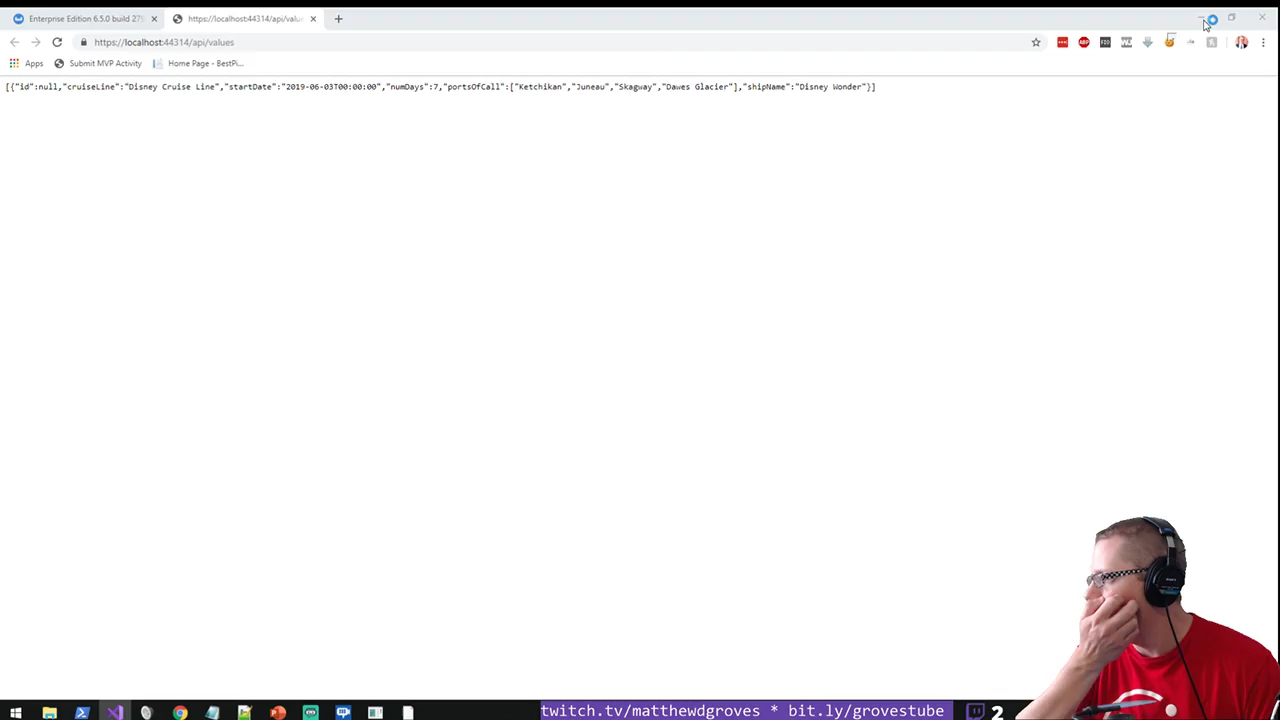 Enterprise Edition 6.5.0 build 279
https://localhost:44314/api/valu
https://localhost:44314/api/values
Apps
Submit MVP Activity
Home Page - BestPi...
[{"id":null,"cruiseLine":"Disney Cruise Line","startDate":"2019-06-03T00:00:00","numDays":7,"portsOfCall":["Ketchikan","Juneau","Skagway","Dawes Glacier"],"shipName":"Disney Wonder"}]
twitch.tv/matthewdgroves * bit.ly/grovestube
2